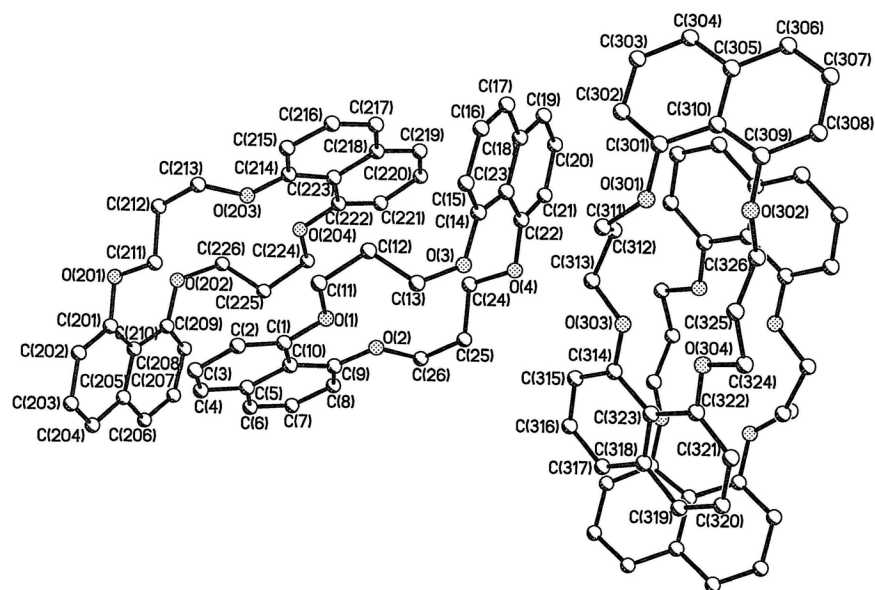 C(304)
C(306)
C(303)
C(305)
C(307)
C(302)
C(310)
C(308)
C(309)
C(301)
O(301)
C(311)
O(302)
C(312)
C(326)
C(313)
O(303)
C(325)
O(304)
C(314)
C(324)
C(315)
C(322)
C(323)
C(316)
C(321)
C(318)
C(317)
C(319)
C(320)
C(17)
C(19)
C(16)
C(18)
C(20)
C(23)
C(15)
C(21)
C(14)
C(22)
C(12)
O(3)
C(13)
O(4)
C(24)
C(11)
O(1)
C(25)
C(1)
O(2)
C(2)
C(10)
C(26)
C(9)
C(3)
C(5)
C(8)
C(4)
C(6)
C(7)
C(217)
C(216)
C(219)
C(215)
C(218)
C(213)
C(214)
C(220)
C(223)
C(212)
O(203)
C(222)
C(221)
O(204)
C(211)
C(226)
C(224)
O(201)
O(202)
C(225)
C(201)
C(209)
C(210)
C(202)
C(208)
C(205)
C(207)
C(203)
C(204)
C(206)